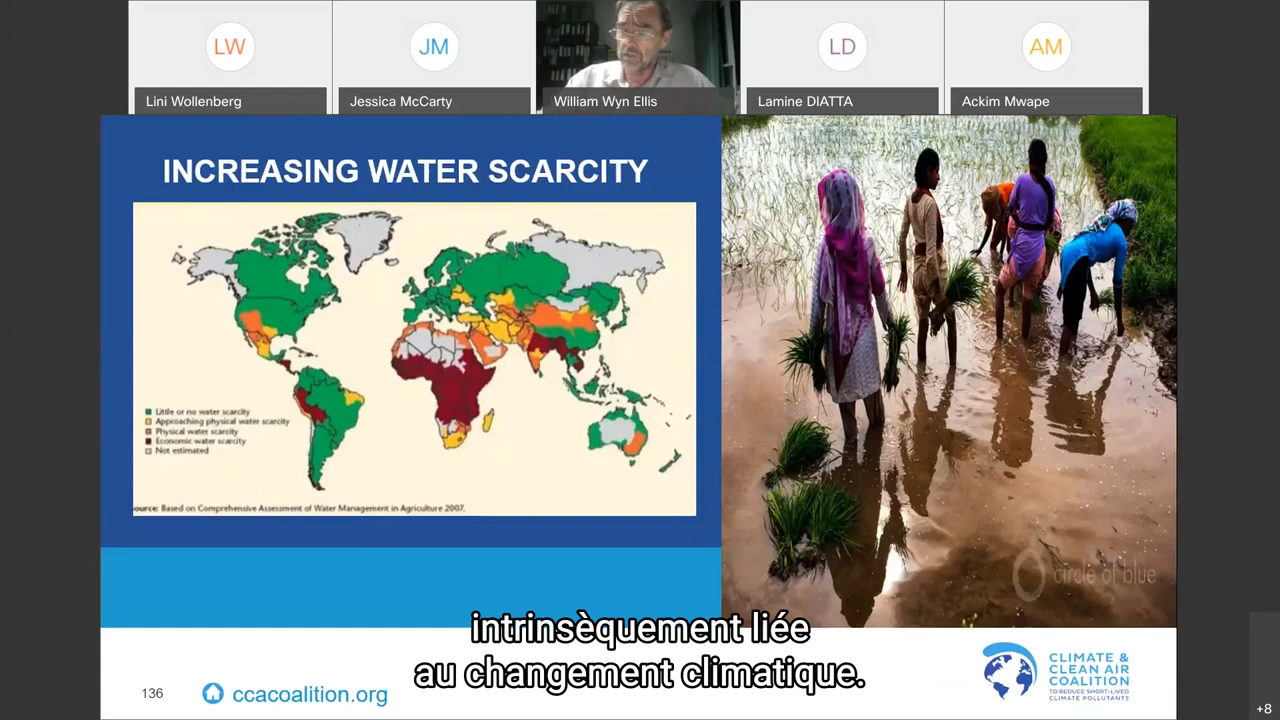 LW
JM
LD
AM
Lini Wollenberg
Jessica McCarty
William Wyn Ellis
Lamine DIATTA
Ackim Mwape
INCREASING WATER SCARCITY
Little or no water scarcity
Approaching physical water scarcity
Physical water scarcity
Economic water scarcity
Not estimated
ource: Based on Comprehensive Assessment of Water Management in Agriculture 2007.
circle of blue
intrinsèquement liée
au changement climatique.
136
ccacoalition.org
CLIMATE &
CLEAN AIR
COALITION
TO REDUCE SHORT-LIVED
CLIMATE POLLUTANTS
+8